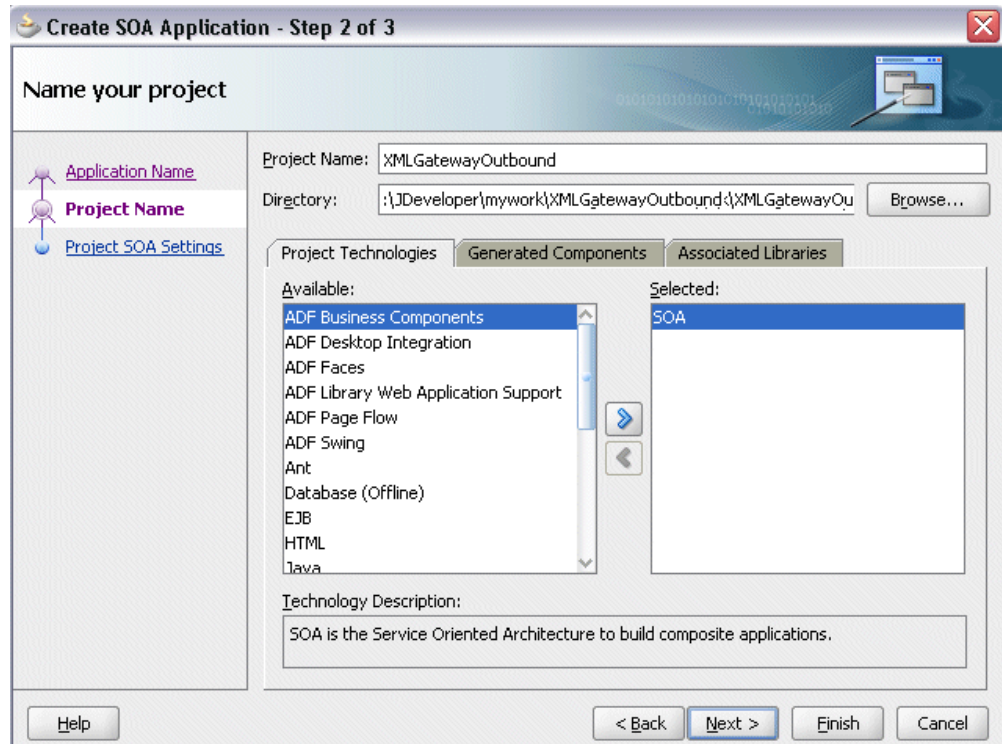 Create SOA Application - Step 2 of 3
Name your project
Application Name
Project Name
Project SOA Settings
Project Name: XMLGatewayOutbound
Directory: :\JDeveloper\mywork\XMLGatewayOutbound\XMLGatewayOu Browse...
Project Technologies Generated Components Associated Libraries
Available: Selected:
ADF Business Components SOA
ADF Desktop Integration
ADF Faces
ADF Library Web Application Support
ADF Page Flow
ADF Swing
Ant
Database (Offline)
EJB
HTML
Java
Technology Description:
SOA is the Service Oriented Architecture to build composite applications.
Help < Back Next > Finish Cancel